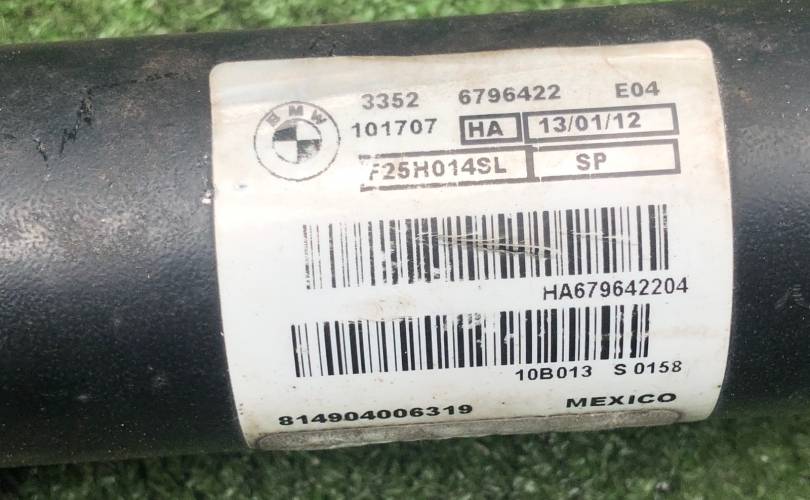 BMW
3352 6796422 E04
101707 HA 13/01/12
F25H014SL SP
HA679642204
10B013 S 0158
814904006319 MEXICO